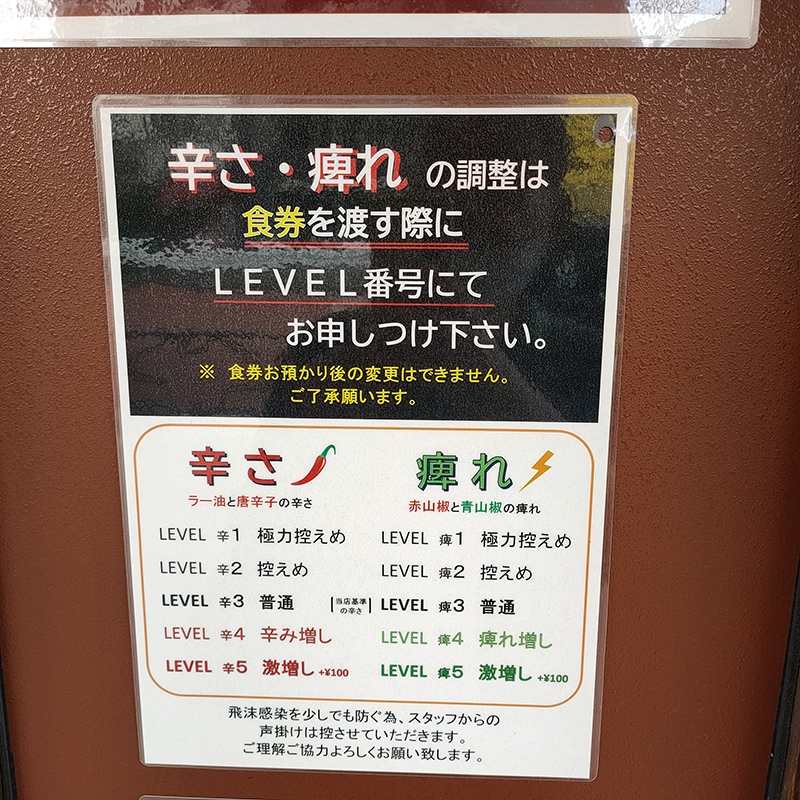 辛さ・痺れ の調整は
食券を渡す際に
LEVEL番号にて
お申しつけ下さい。
※ 食券お預かり後の変更はできません。
ご了承願います。
辛さ
ラー油と唐辛子の辛さ
LEVEL 辛1 極力控えめ
LEVEL 辛2 控えめ
LEVEL 辛3 普通
LEVEL 辛4 辛み増し
LEVEL 辛5 激増し +¥100
当店基準
の辛さ
痺れ
赤山椒と青山椒の痺れ
LEVEL 痺1 極力控えめ
LEVEL 痺2 控えめ
LEVEL 痺3 普通
LEVEL 痺4 痺れ増し
LEVEL 痺5 激増し +¥100
飛沫感染を少しでも防ぐ為、スタッフからの
声掛けは控させていただきます。
ご理解ご協力よろしくお願い致します。